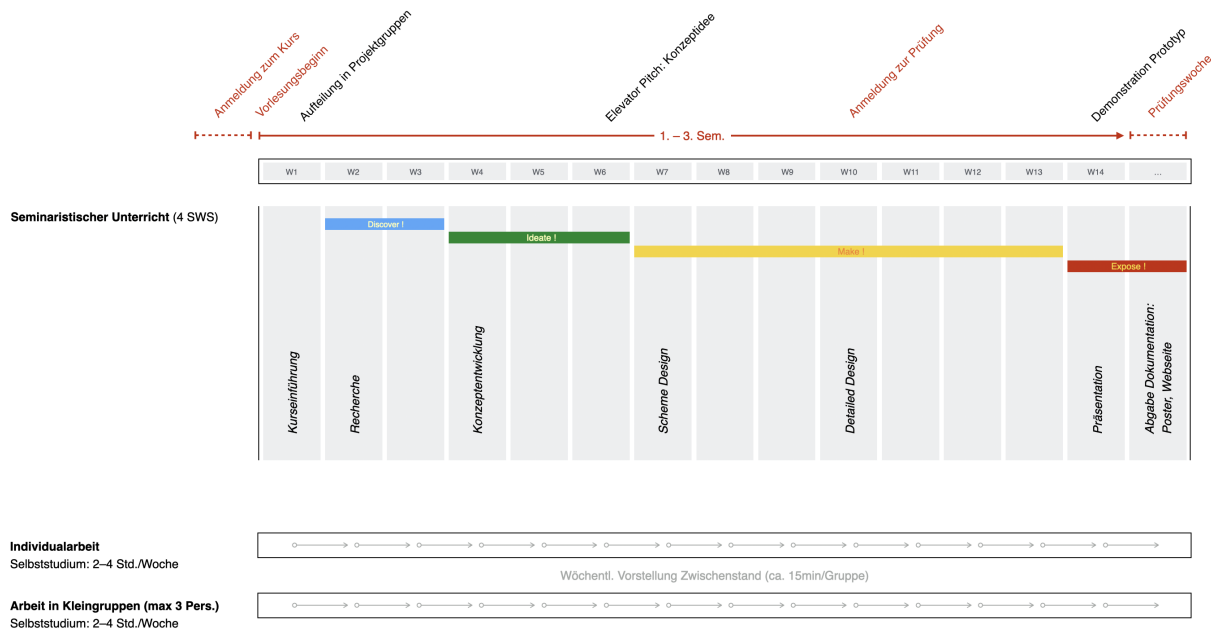 Anmeldung zum Kurs
Vorlesungsbeginn
Aufteilung in Projektgruppen
Elevator Pitch: Konzeptidee
Anmeldung zur Prüfung
Demonstration Prototyp
Prüfungswoche
1. – 3. Sem.
W1 W2 W3 W4 W5 W6 W7 W8 W9 W10 W11 W12 W13 W14 ...
Seminaristischer Unterricht (4 SWS)
Discover !
Ideate !
Make !
Expose !
Kurseinführung
Recherche
Konzeptentwicklung
Scheme Design
Detailed Design
Präsentation
Abgabe Dokumentation:
Poster, Webseite
Individualarbeit
Selbststudium: 2–4 Std./Woche
Wöchentl. Vorstellung Zwischenstand (ca. 15min/Gruppe)
Arbeit in Kleingruppen (max 3 Pers.)
Selbststudium: 2–4 Std./Woche